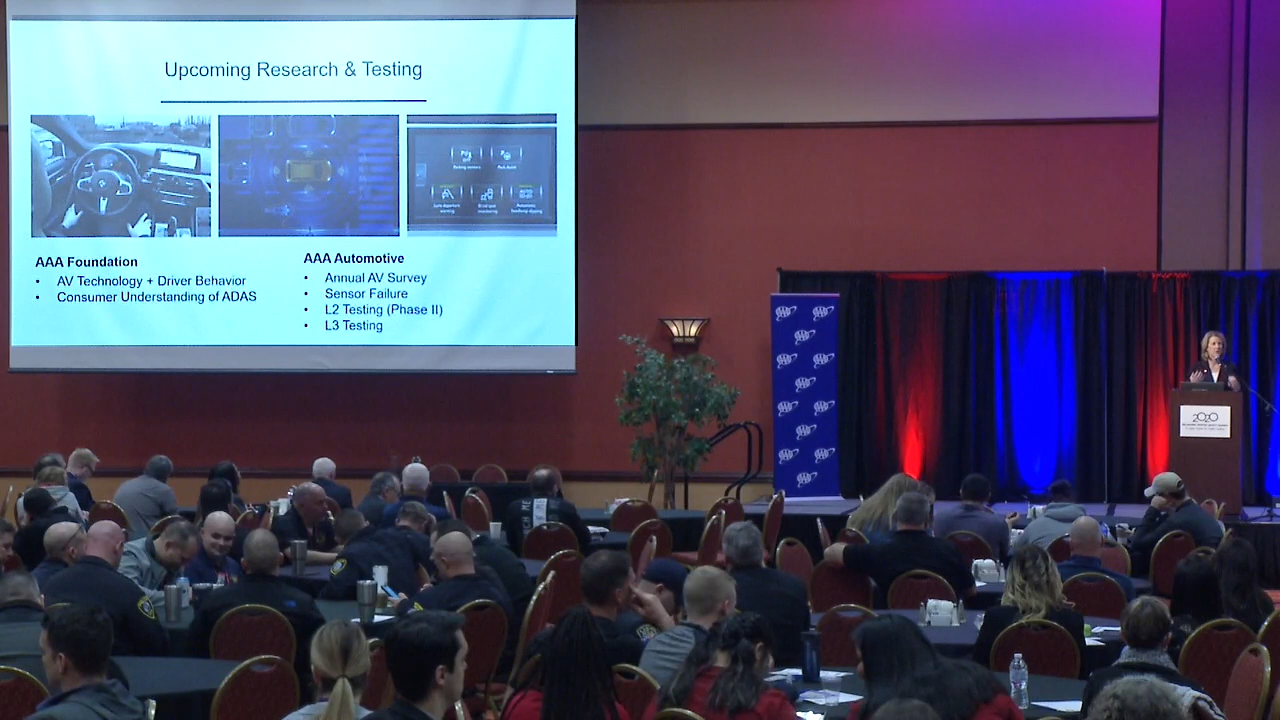 Upcoming Research & Testing
AAA Foundation
• AV Technology + Driver Behavior
• Consumer Understanding of ADAS
AAA Automotive
• Annual AV Survey
• Sensor Failure
• L2 Testing (Phase II)
• L3 Testing
AAA
2020